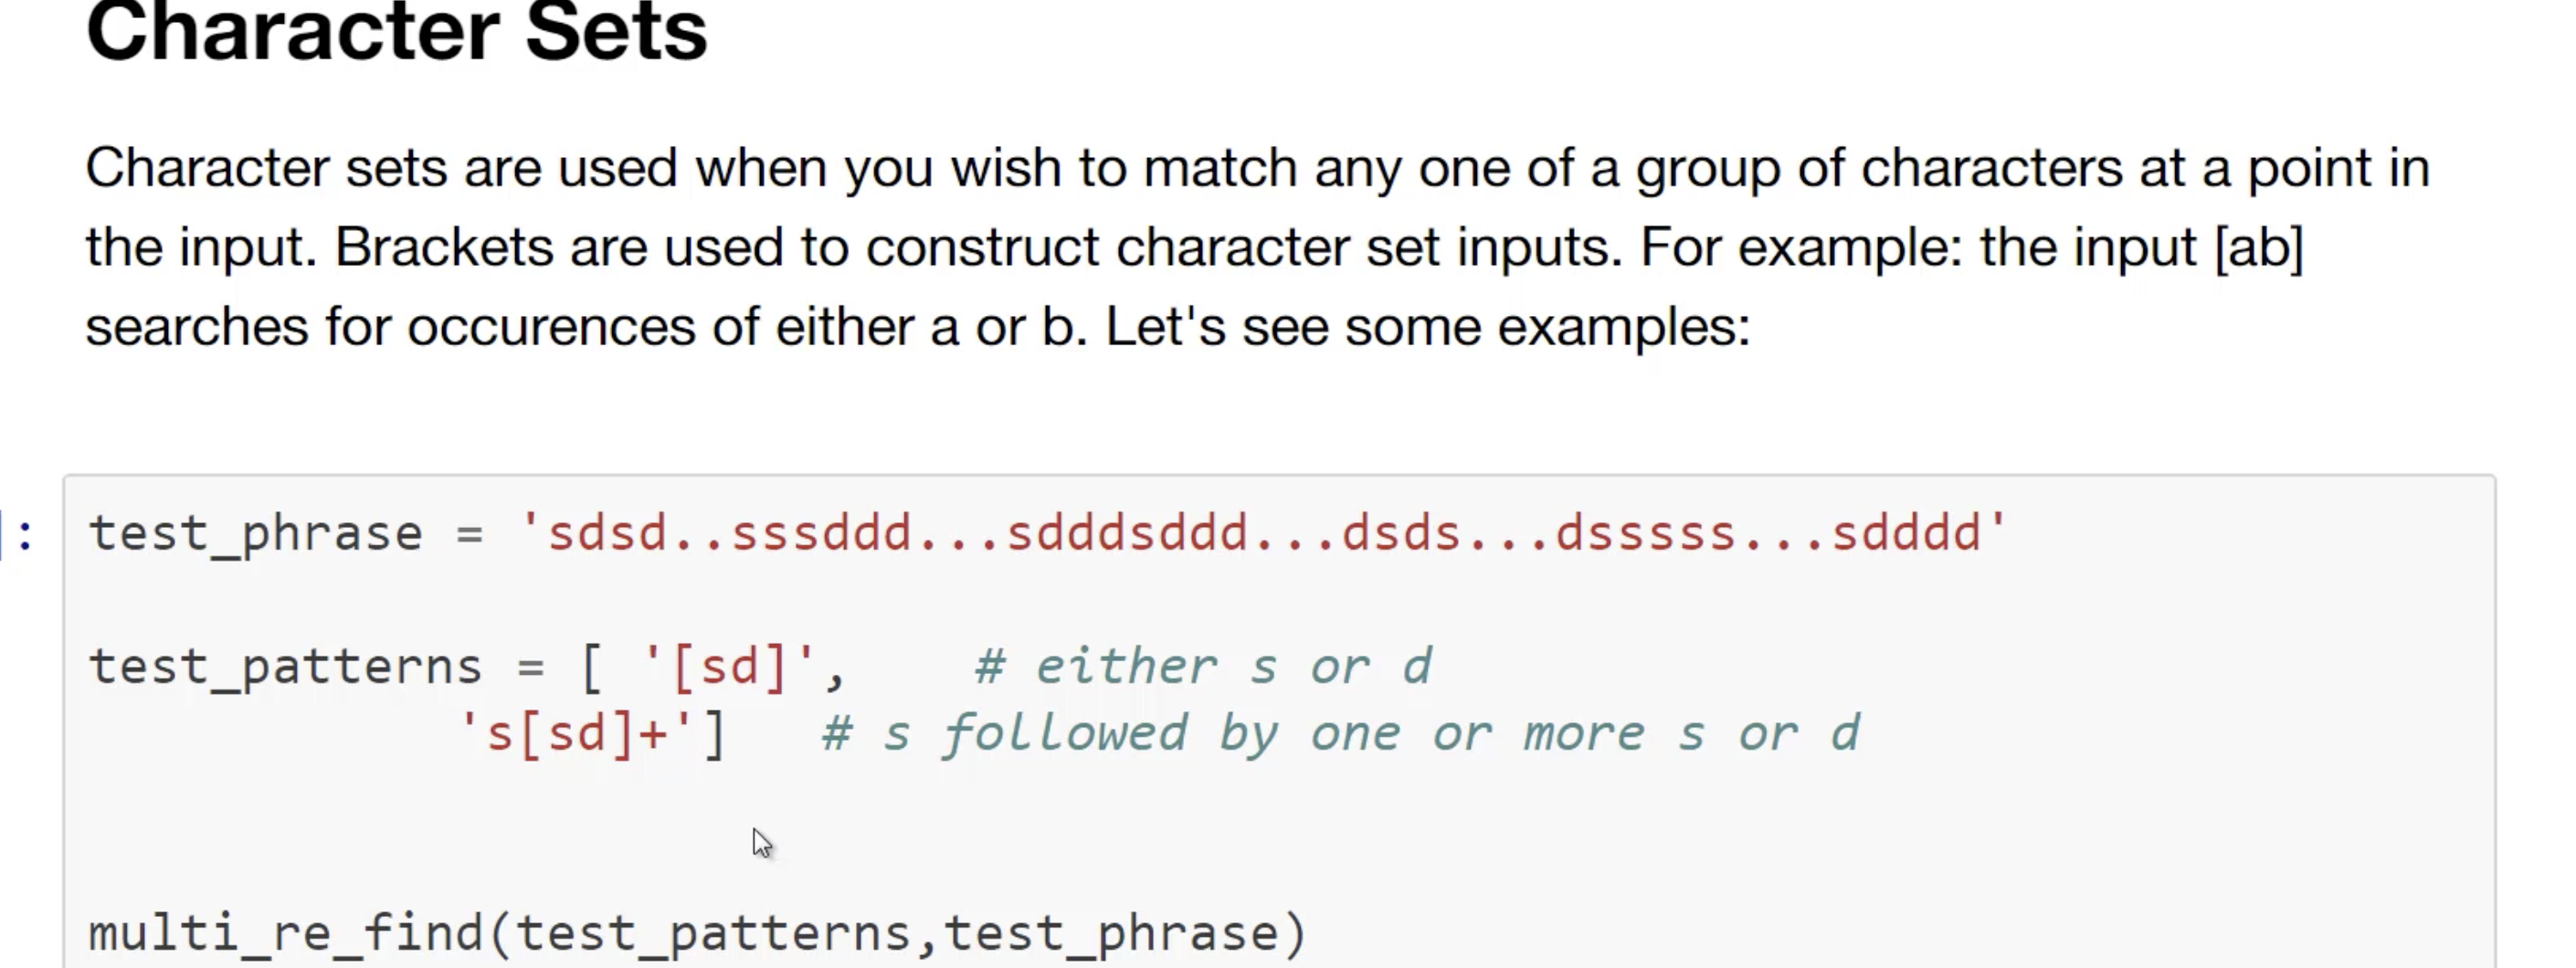 Character Sets
Character sets are used when you wish to match any one of a group of characters at a point in
the input. Brackets are used to construct character set inputs. For example: the input [ab]
searches for occurences of either a or b. Let's see some examples:
]: test_phrase = 'sdsd..sssddd...sdddsddd...dsds...dsssss...sdddd'
test_patterns = [ '[sd]',    # either s or d
's[sd]+']   # s followed by one or more s or d
multi_re_find(test_patterns,test_phrase)